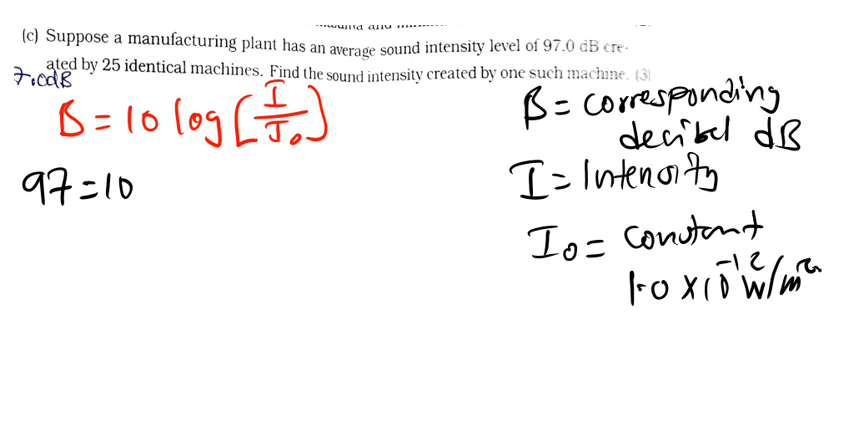 (c) Suppose a manufacturing plant has an average sound intensity level of 97.0 dB cre-
ated by 25 identical machines. Find the sound intensity created by one such machine. (3)
7.0dB
β = 10 log [I/I₀]
97 = 10
β = corresponding
decibel dB
I = Intensity
I₀ = constant
1.0 × 10⁻¹² W/m²